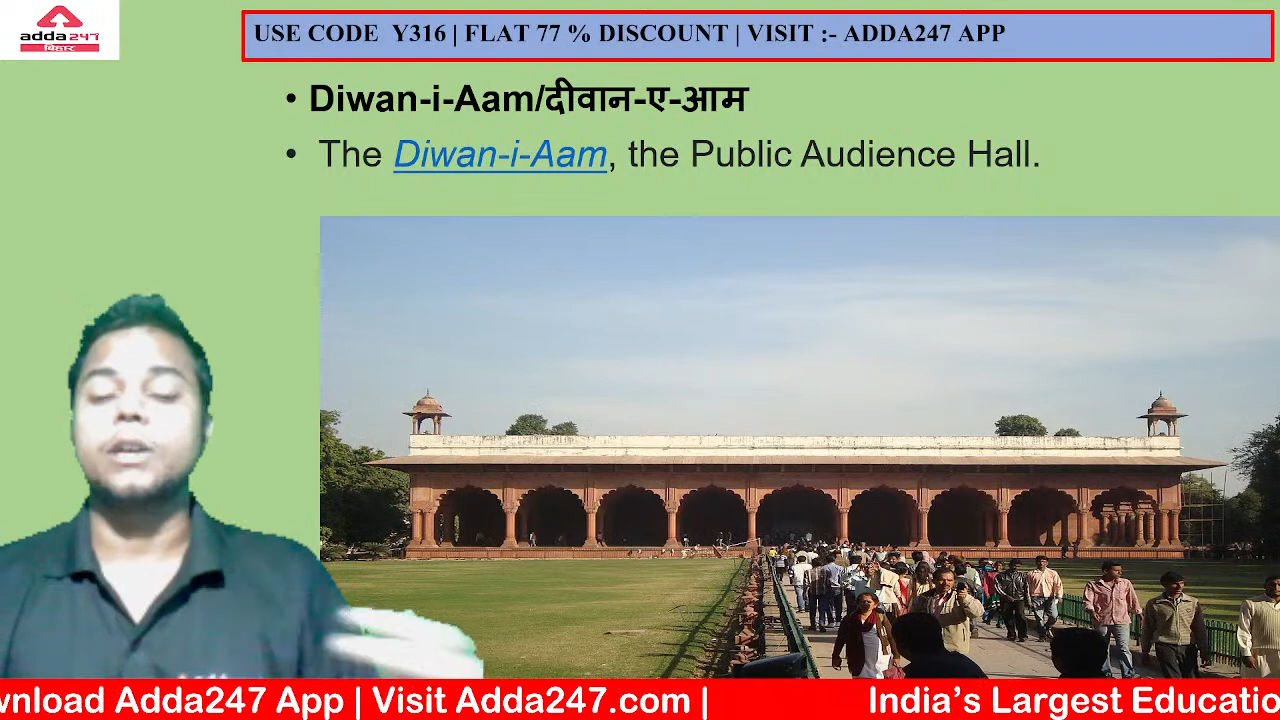 adda247
बिहार
USE CODE Y316 | FLAT 77 % DISCOUNT | VISIT :- ADDA247 APP
• Diwan-i-Aam/दीवान-ए-आम
• The Diwan-i-Aam, the Public Audience Hall.
wnload Adda247 App | Visit Adda247.com | India's Largest Educatio